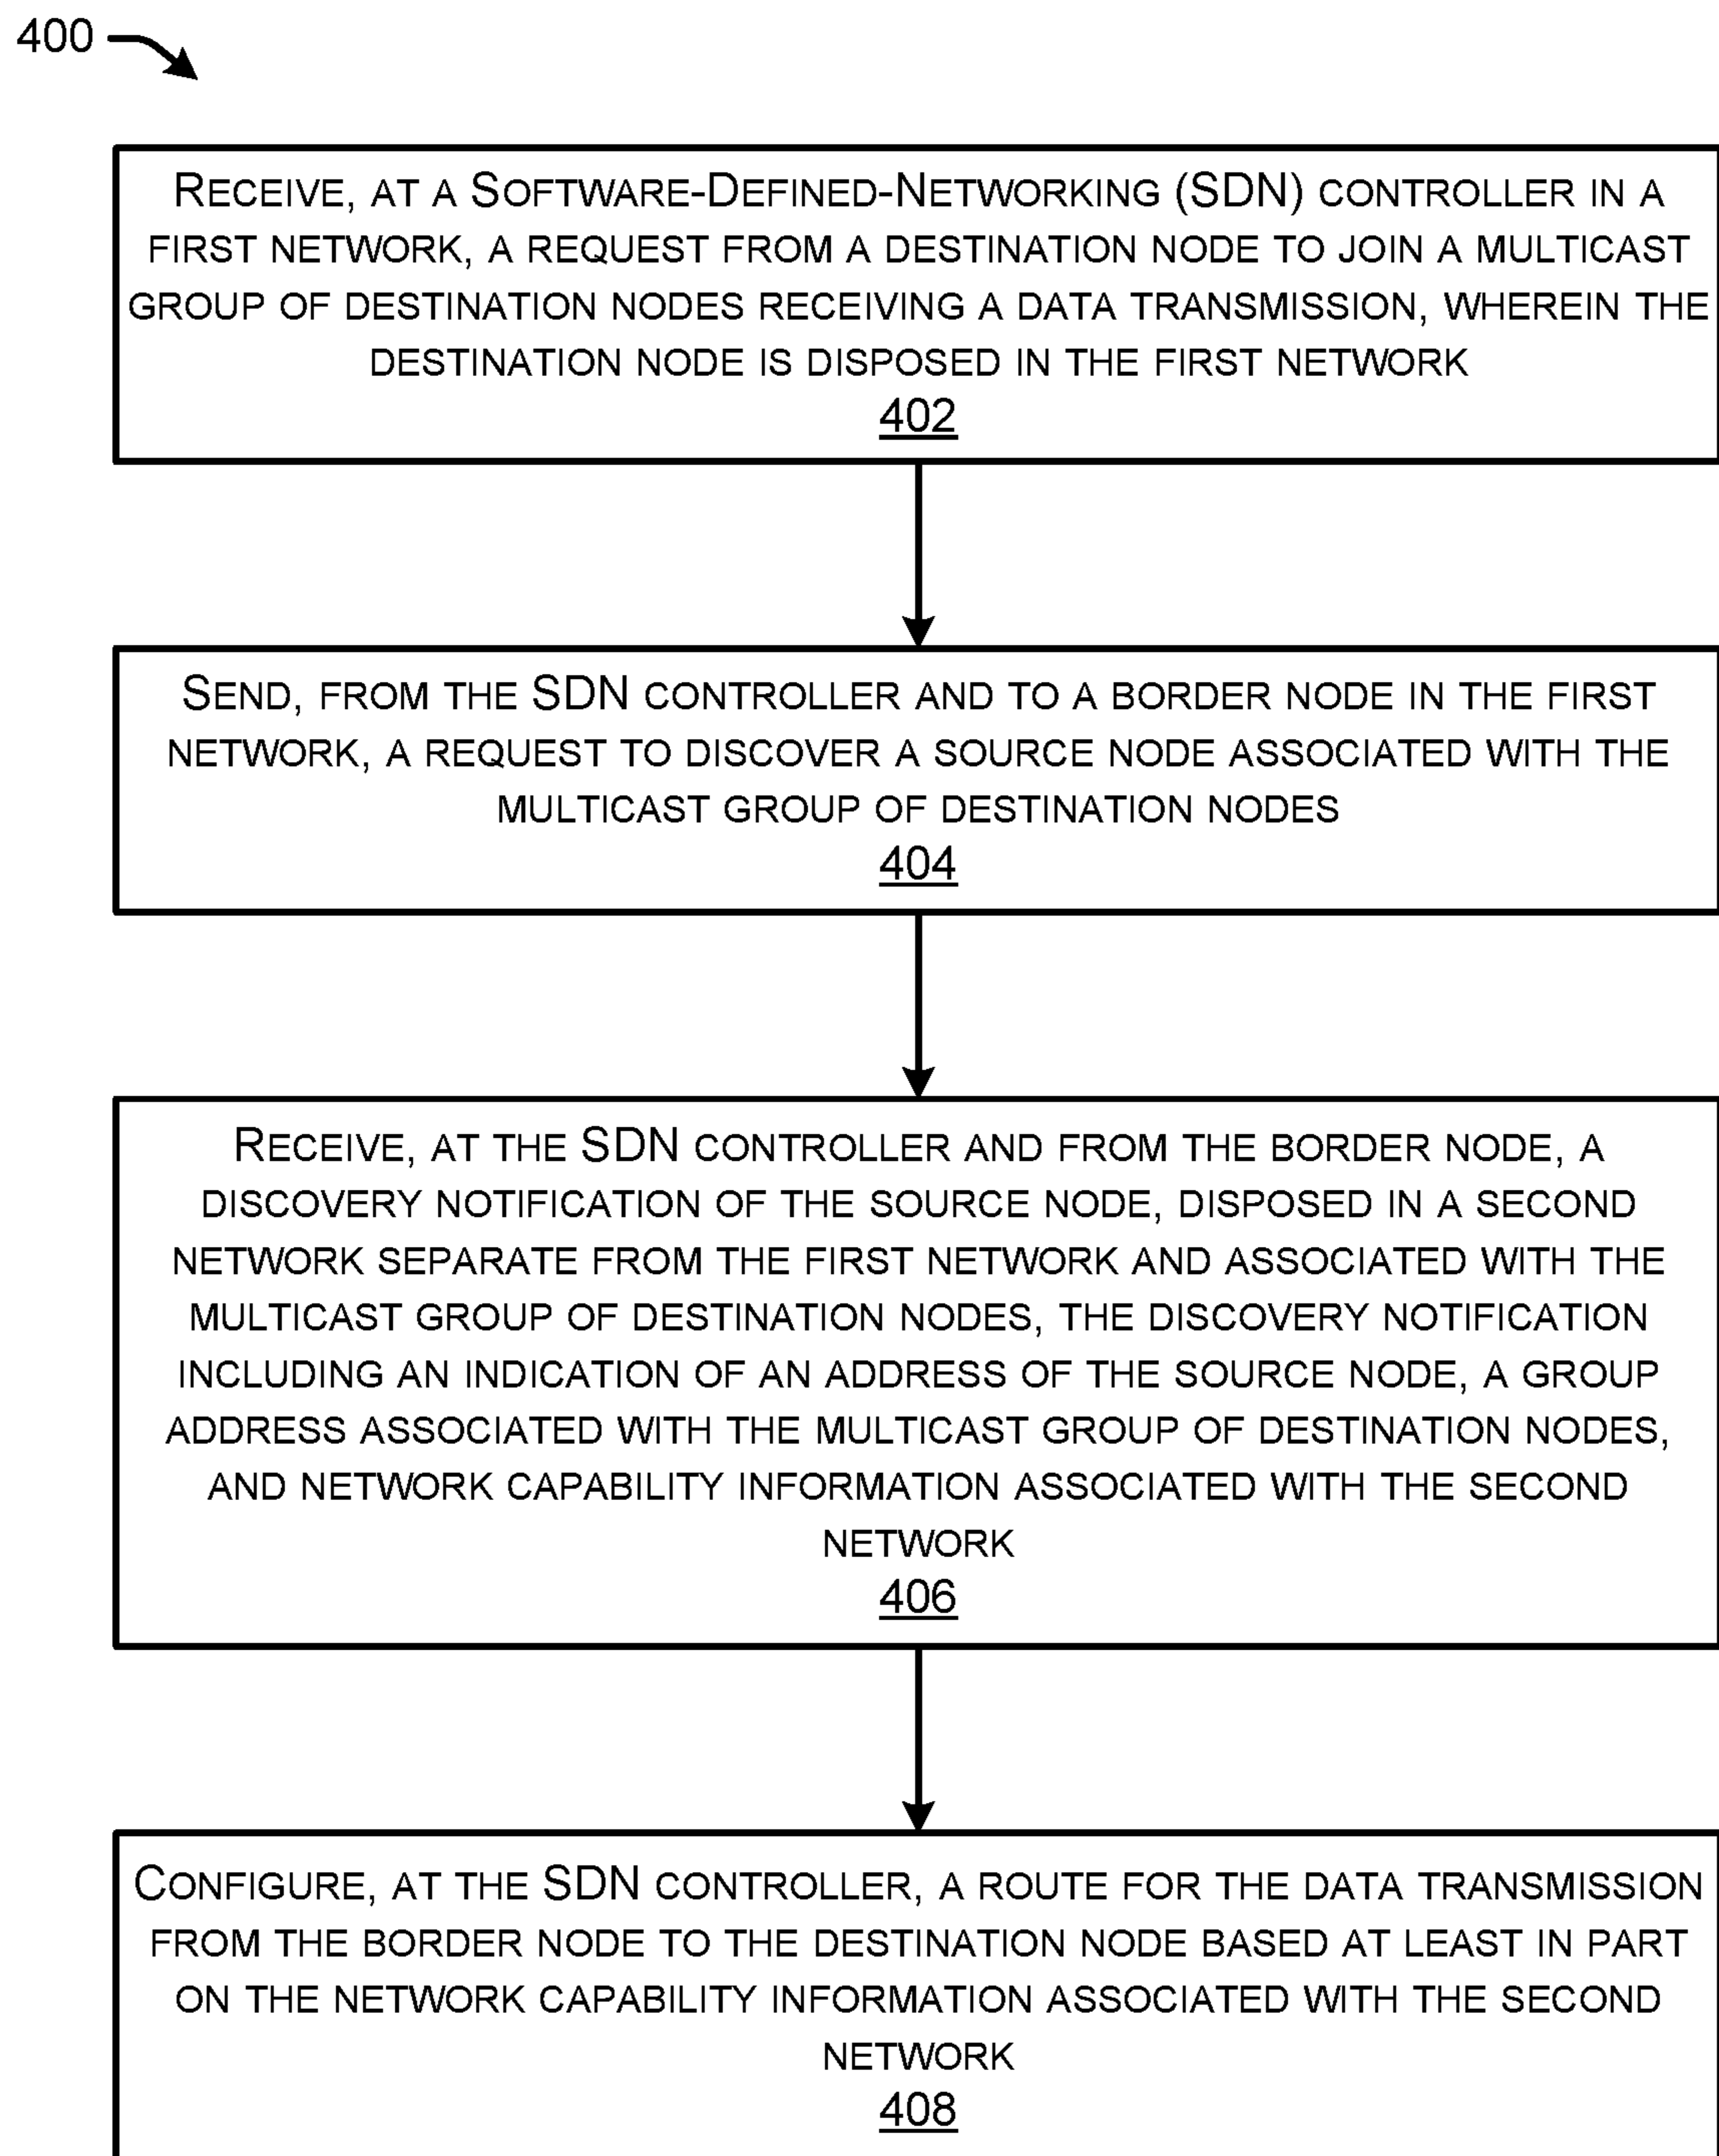 400
RECEIVE, AT A SOFTWARE-DEFINED-NETWORKING (SDN) CONTROLLER IN A
FIRST NETWORK, A REQUEST FROM A DESTINATION NODE TO JOIN A MULTICAST
GROUP OF DESTINATION NODES RECEIVING A DATA TRANSMISSION, WHEREIN THE
DESTINATION NODE IS DISPOSED IN THE FIRST NETWORK
402
SEND, FROM THE SDN CONTROLLER AND TO A BORDER NODE IN THE FIRST
NETWORK, A REQUEST TO DISCOVER A SOURCE NODE ASSOCIATED WITH THE
MULTICAST GROUP OF DESTINATION NODES
404
RECEIVE, AT THE SDN CONTROLLER AND FROM THE BORDER NODE, A
DISCOVERY NOTIFICATION OF THE SOURCE NODE, DISPOSED IN A SECOND
NETWORK SEPARATE FROM THE FIRST NETWORK AND ASSOCIATED WITH THE
MULTICAST GROUP OF DESTINATION NODES, THE DISCOVERY NOTIFICATION
INCLUDING AN INDICATION OF AN ADDRESS OF THE SOURCE NODE, A GROUP
ADDRESS ASSOCIATED WITH THE MULTICAST GROUP OF DESTINATION NODES,
AND NETWORK CAPABILITY INFORMATION ASSOCIATED WITH THE SECOND
NETWORK
406
CONFIGURE, AT THE SDN CONTROLLER, A ROUTE FOR THE DATA TRANSMISSION
FROM THE BORDER NODE TO THE DESTINATION NODE BASED AT LEAST IN PART
ON THE NETWORK CAPABILITY INFORMATION ASSOCIATED WITH THE SECOND
NETWORK
408